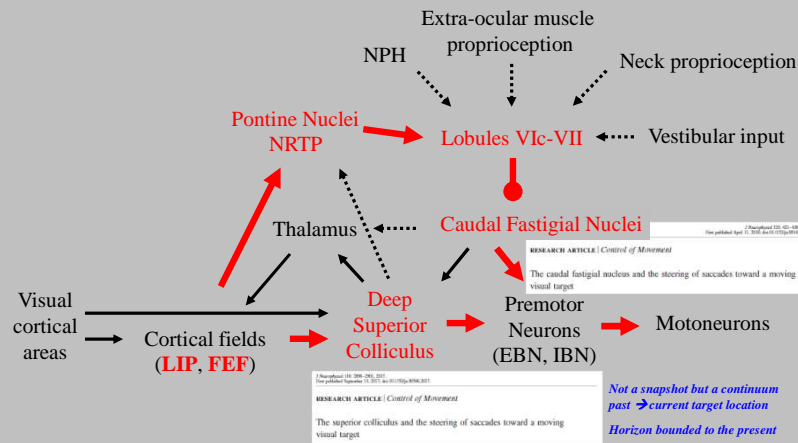 Extra-ocular muscle
proprioception
NPH
Neck proprioception
Pontine Nuclei
NRTP
Lobules VIc-VII
Vestibular input
Thalamus
Caudal Fastigial Nuclei
RESEARCH ARTICLE | Control of Movement
The caudal fastigial nucleus and the steering of saccades toward a moving
visual target
Visual
cortical
areas
Cortical fields
(LIP, FEF)
Deep
Superior
Colliculus
Premotor
Neurons
(EBN, IBN)
Motoneurons
RESEARCH ARTICLE | Control of Movement
The superior colliculus and the steering of saccades toward a moving
visual target
Not a snapshot but a continuum
past → current target location
Horizon bounded to the present